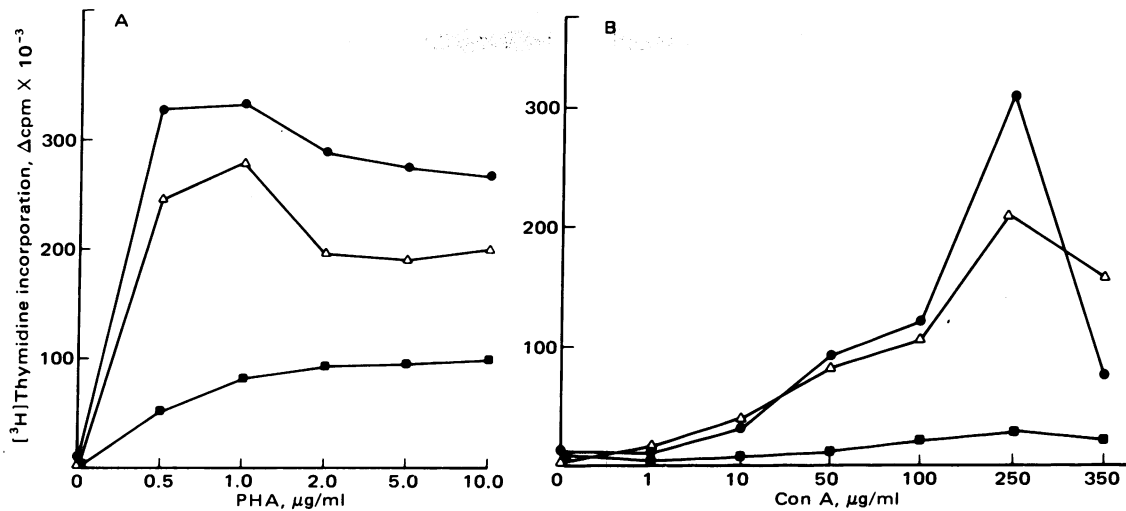 A
[³H]Thymidine incorporation, Δcpm X 10⁻³
300
200
100
0 0.5 1.0 2.0 5.0 10.0
PHA, μg/ml
B
300
200
100
0 1 10 50 100 250 350
Con A, μg/ml